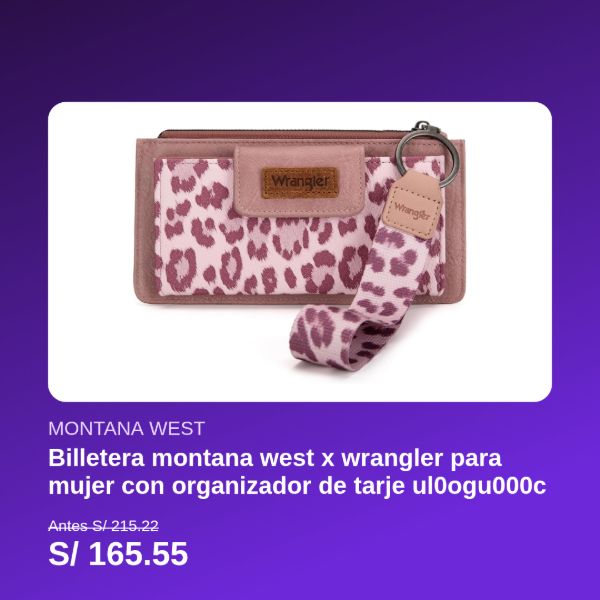 Wrangler
Wrangler
MONTANA WEST
Billetera montana west x wrangler para
mujer con organizador de tarje ul0ogu000c
Antes S/ 215.22
S/ 165.55